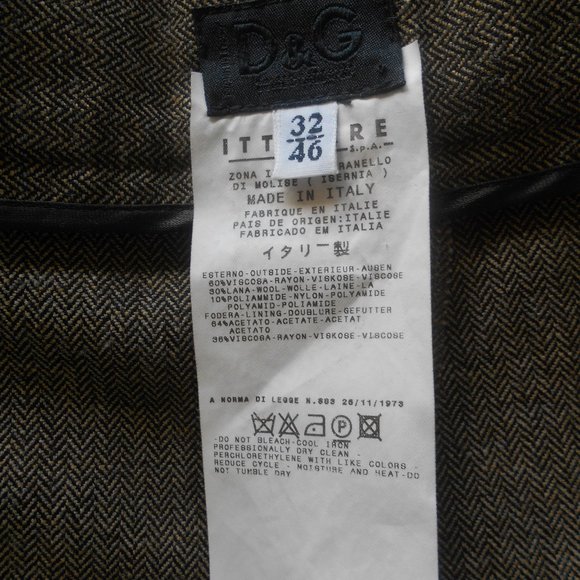 D&G
32
46
ITT RE
S.p.A.
ZONA I RANELLO
DI MOLISE ( ISERNIA )
MADE IN ITALY
FABRIQUE EN ITALIE
PAIS DE ORIGEN:ITALIE
FABRICADO EM ITALIA
イタリー製
ESTERNO-OUTSIDE-EXTERIEUR-AUSEN
60%VISCOSA-RAYON-VISKOSE-VISCOSE
30%LANA-WOOL-WOLLE-LAINE-LA
10%POLIAMMIDE-NYLON-POLYAMIDE
POLYAMID-POLIAMIDE
FODERA-LINING-DOUBLURE-GEFUTTER
64%ACETATO-ACETATE-ACETAT
ACETATO
36%VISCOSA-RAYON-VISKOSE-VISCOSE
A NORMA DI LEGGE N.883 26/11/1973
P
-DO NOT BLEACH-COOL IRON
PROFESSIONALLY DRY CLEAN -
PERCHLORETHYLENE WITH LIKE COLORS -
REDUCE CYCLE - MOISTURE AND HEAT-DO
NOT TUMBLE DRY